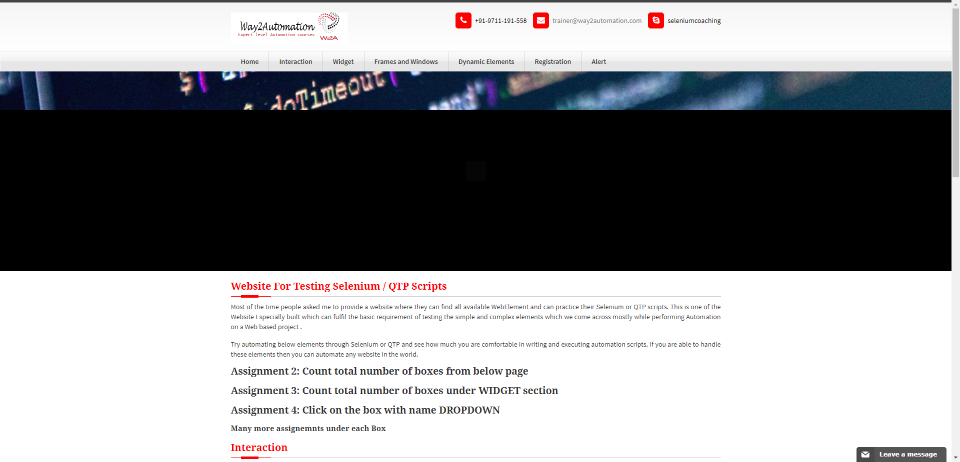 Way2Automation
Expert level Automation courses
W2A
+91-9711-191-558
trainer@way2automation.com
seleniumcoaching
Home
Interaction
Widget
Frames and Windows
Dynamic Elements
Registration
Alert
doTimeout(
Website For Testing Selenium / QTP Scripts
Most of the time people asked me to provide a website where they can find all available WebElement and can practice their Selenium or QTP scripts. This is one of the
Website I specially built which can fulfil the basic requirement of testing the simple and complex elements which we come across mostly while performing Automation
on a Web based project .
Try automating below elements through Selenium or QTP and see how much you are comfortable in writing and executing automation scripts. If you are able to handle
these elements then you can automate any website in the world.
Assignment 2: Count total number of boxes from below page
Assignment 3: Count total number of boxes under WIDGET section
Assignment 4: Click on the box with name DROPDOWN
Many more assignemnts under each Box
Interaction
Leave a message